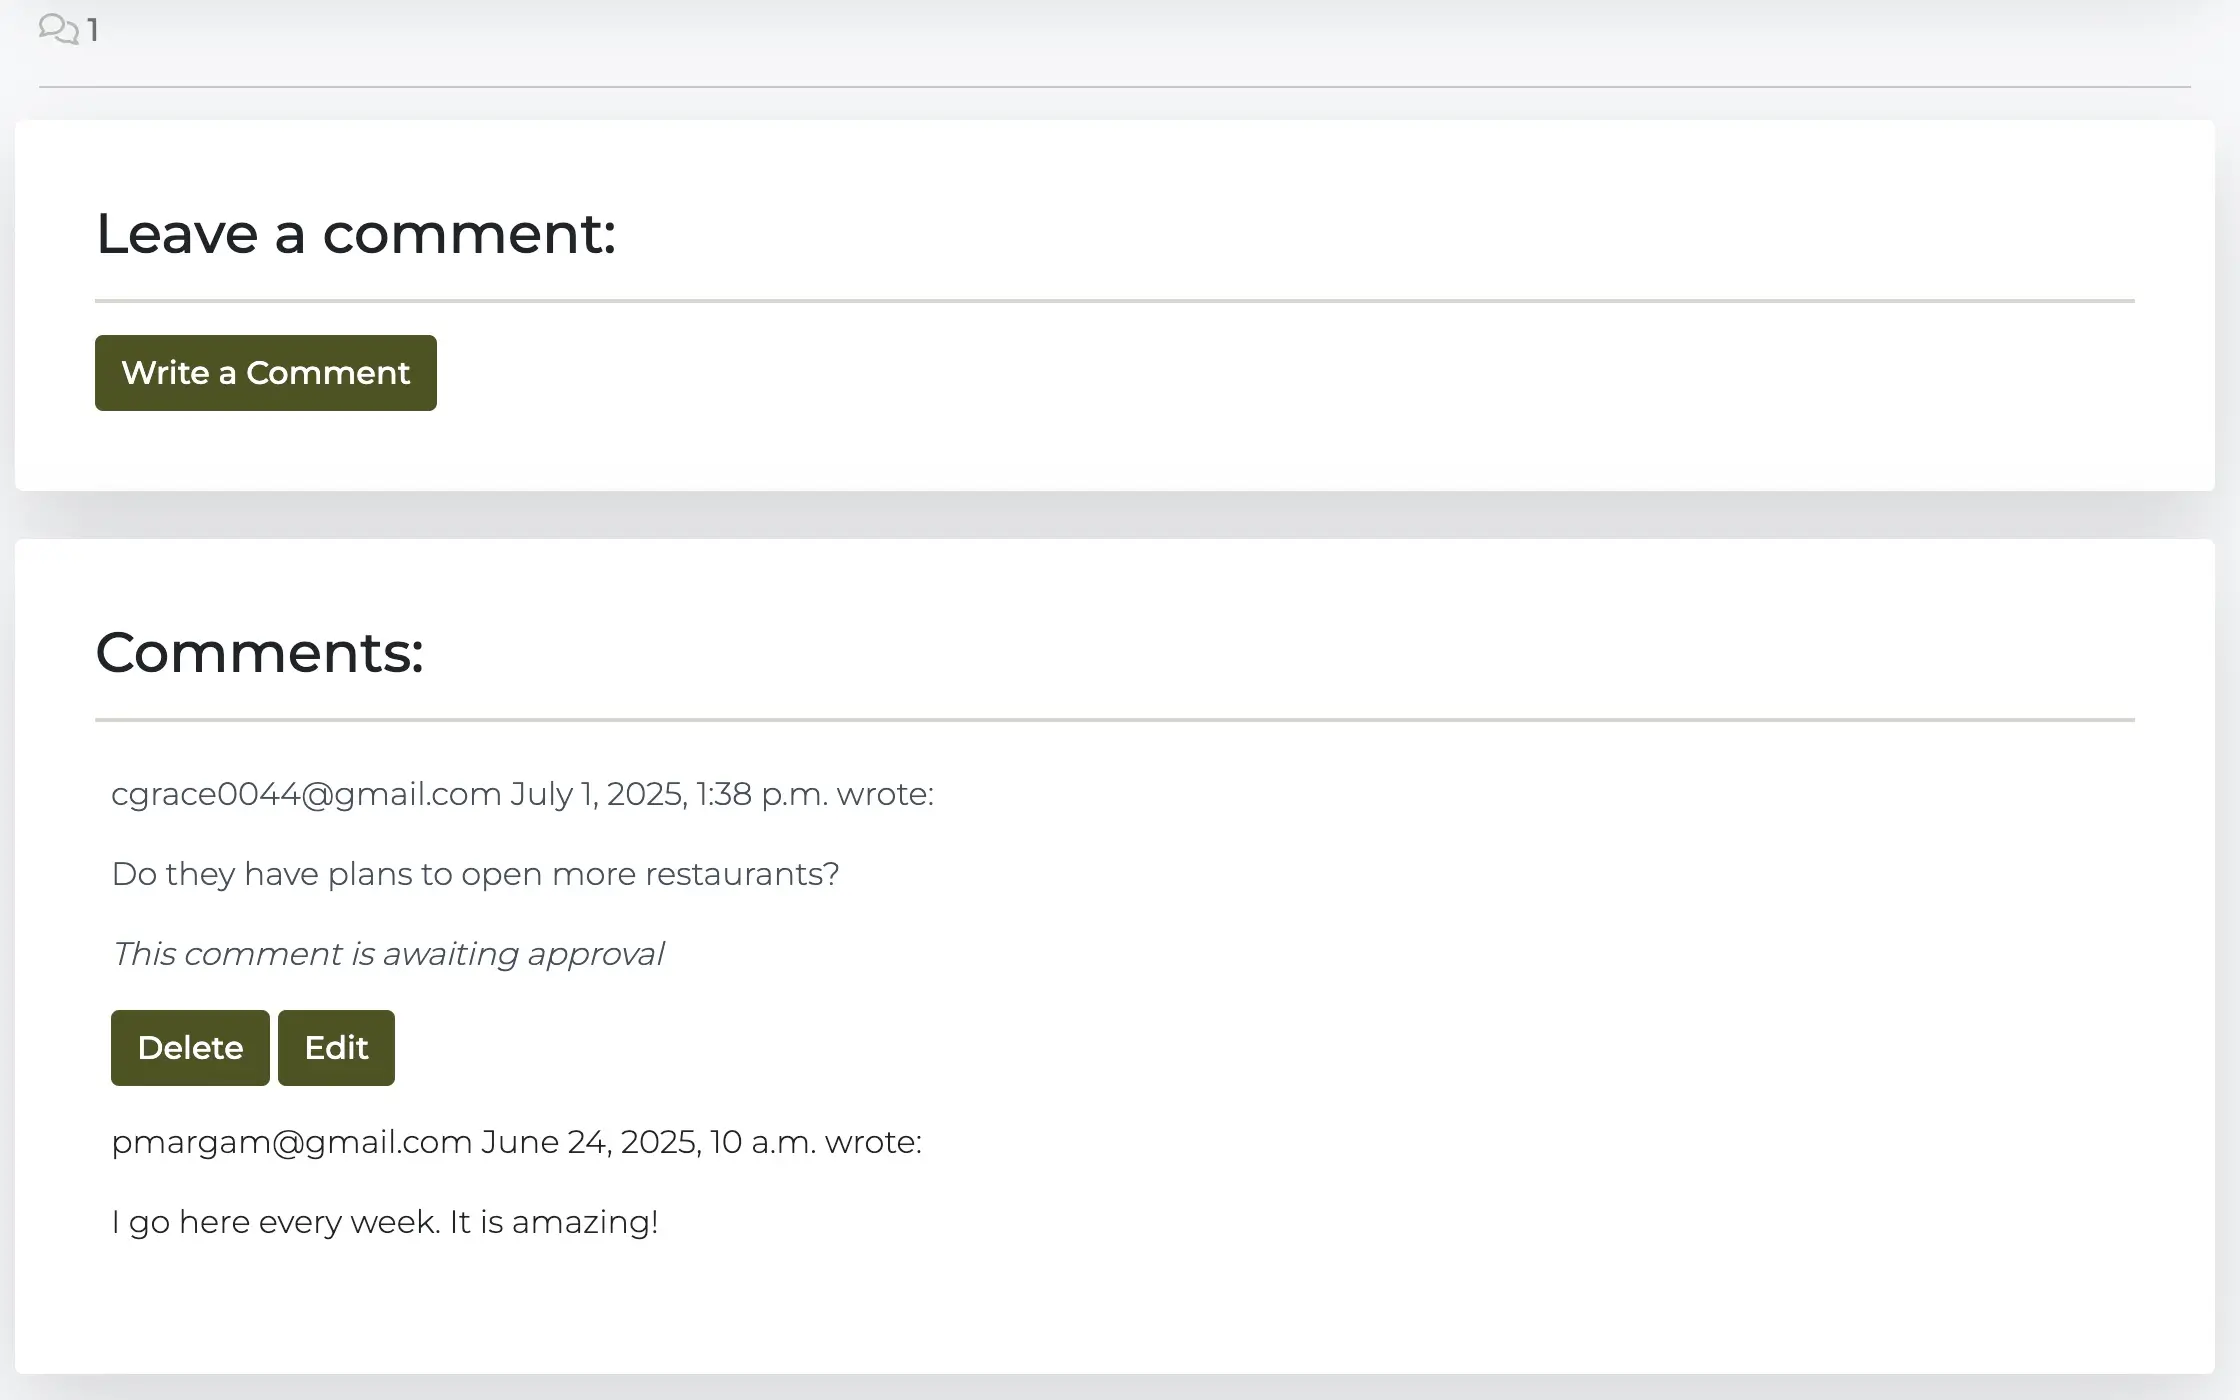 1
Leave a comment:
Write a Comment
Comments:
cgrace0044@gmail.com July 1, 2025, 1:38 p.m. wrote:
Do they have plans to open more restaurants?
This comment is awaiting approval
Delete Edit
pmargam@gmail.com June 24, 2025, 10 a.m. wrote:
I go here every week. It is amazing!